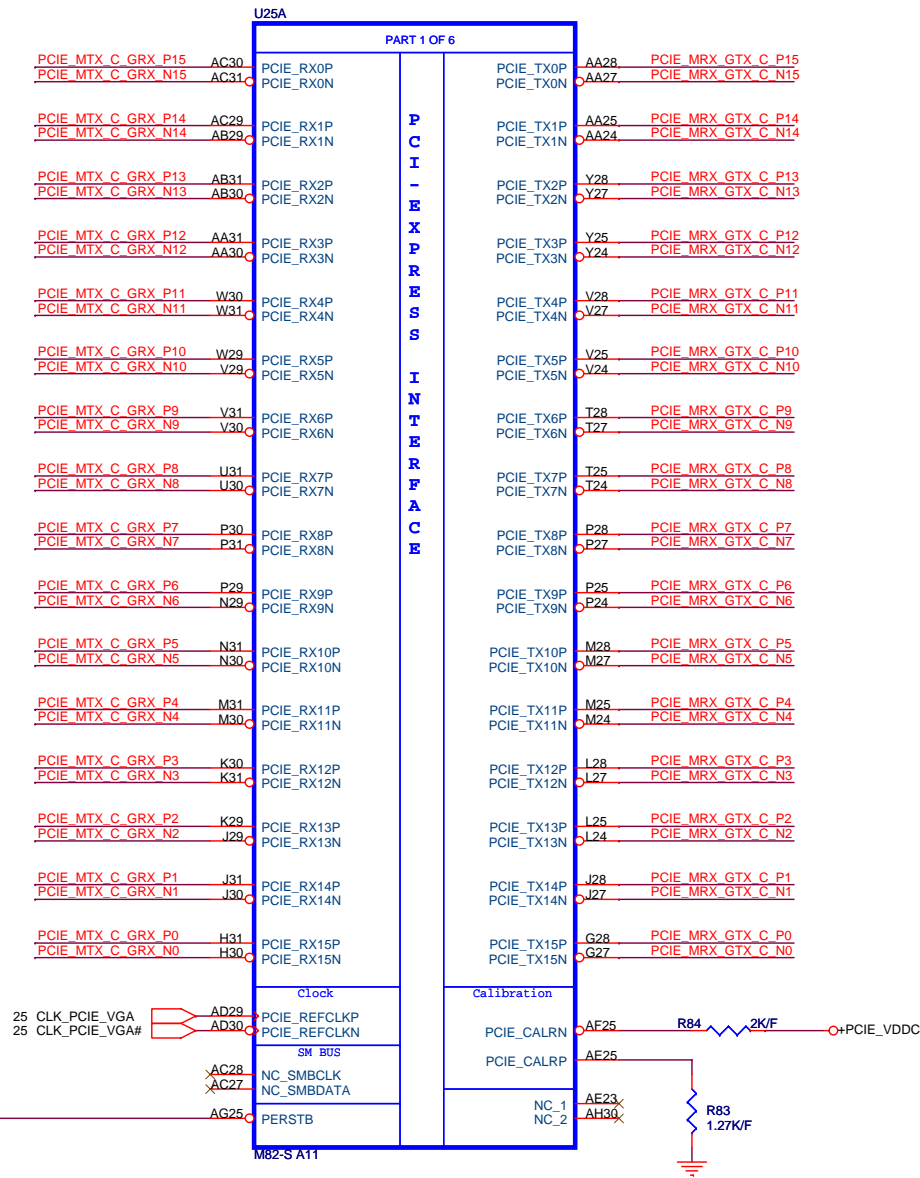 U25A
PART 1 OF 6
PCIE_MTX_C_GRX_P15 AC30 PCIE_RX0P PCIE_TX0P AA28 PCIE_MRX_GTX_C_P15
PCIE_MTX_C_GRX_N15 AC31 PCIE_RX0N PCIE_TX0N AA27 PCIE_MRX_GTX_C_N15
PCIE_MTX_C_GRX_P14 AC29 PCIE_RX1P PCIE_TX1P AA25 PCIE_MRX_GTX_C_P14
PCIE_MTX_C_GRX_N14 AB29 PCIE_RX1N PCIE_TX1N AA24 PCIE_MRX_GTX_C_N14
PCIE_MTX_C_GRX_P13 AB31 PCIE_RX2P PCIE_TX2P Y28 PCIE_MRX_GTX_C_P13
PCIE_MTX_C_GRX_N13 AB30 PCIE_RX2N PCIE_TX2N Y27 PCIE_MRX_GTX_C_N13
PCIE_MTX_C_GRX_P12 AA31 PCIE_RX3P PCIE_TX3P Y25 PCIE_MRX_GTX_C_P12
PCIE_MTX_C_GRX_N12 AA30 PCIE_RX3N PCIE_TX3N Y24 PCIE_MRX_GTX_C_N12
PCIE_MTX_C_GRX_P11 W30 PCIE_RX4P PCIE_TX4P V28 PCIE_MRX_GTX_C_P11
PCIE_MTX_C_GRX_N11 W31 PCIE_RX4N PCIE_TX4N V27 PCIE_MRX_GTX_C_N11
PCIE_MTX_C_GRX_P10 W29 PCIE_RX5P PCIE_TX5P V25 PCIE_MRX_GTX_C_P10
PCIE_MTX_C_GRX_N10 V29 PCIE_RX5N PCIE_TX5N V24 PCIE_MRX_GTX_C_N10
PCIE_MTX_C_GRX_P9 V31 PCIE_RX6P PCIE_TX6P T28 PCIE_MRX_GTX_C_P9
PCIE_MTX_C_GRX_N9 V30 PCIE_RX6N PCIE_TX6N T27 PCIE_MRX_GTX_C_N9
PCIE_MTX_C_GRX_P8 U31 PCIE_RX7P PCIE_TX7P T25 PCIE_MRX_GTX_C_P8
PCIE_MTX_C_GRX_N8 U30 PCIE_RX7N PCIE_TX7N T24 PCIE_MRX_GTX_C_N8
PCIE_MTX_C_GRX_P7 P30 PCIE_RX8P PCIE_TX8P P28 PCIE_MRX_GTX_C_P7
PCIE_MTX_C_GRX_N7 P31 PCIE_RX8N PCIE_TX8N P27 PCIE_MRX_GTX_C_N7
PCIE_MTX_C_GRX_P6 P29 PCIE_RX9P PCIE_TX9P P25 PCIE_MRX_GTX_C_P6
PCIE_MTX_C_GRX_N6 N29 PCIE_RX9N PCIE_TX9N P24 PCIE_MRX_GTX_C_N6
PCIE_MTX_C_GRX_P5 N31 PCIE_RX10P PCIE_TX10P M28 PCIE_MRX_GTX_C_P5
PCIE_MTX_C_GRX_N5 N30 PCIE_RX10N PCIE_TX10N M27 PCIE_MRX_GTX_C_N5
PCIE_MTX_C_GRX_P4 M31 PCIE_RX11P PCIE_TX11P M25 PCIE_MRX_GTX_C_P4
PCIE_MTX_C_GRX_N4 M30 PCIE_RX11N PCIE_TX11N M24 PCIE_MRX_GTX_C_N4
PCIE_MTX_C_GRX_P3 K30 PCIE_RX12P PCIE_TX12P L28 PCIE_MRX_GTX_C_P3
PCIE_MTX_C_GRX_N3 K31 PCIE_RX12N PCIE_TX12N L27 PCIE_MRX_GTX_C_N3
PCIE_MTX_C_GRX_P2 K29 PCIE_RX13P PCIE_TX13P L25 PCIE_MRX_GTX_C_P2
PCIE_MTX_C_GRX_N2 J29 PCIE_RX13N PCIE_TX13N L24 PCIE_MRX_GTX_C_N2
PCIE_MTX_C_GRX_P1 J31 PCIE_RX14P PCIE_TX14P J28 PCIE_MRX_GTX_C_P1
PCIE_MTX_C_GRX_N1 J30 PCIE_RX14N PCIE_TX14N J27 PCIE_MRX_GTX_C_N1
PCIE_MTX_C_GRX_P0 H31 PCIE_RX15P PCIE_TX15P G28 PCIE_MRX_GTX_C_P0
PCIE_MTX_C_GRX_N0 H30 PCIE_RX15N PCIE_TX15N G27 PCIE_MRX_GTX_C_N0
PCI-EXPRESS INTERFACE
Clock Calibration
25 CLK_PCIE_VGA AD29 PCIE_REFCLKP
25 CLK_PCIE_VGA# AD30 PCIE_REFCLKN PCIE_CALRN AF25 R84 2K/F +PCIE_VDDC
SM BUS PCIE_CALRP AE25
AC28 NC_SMBCLK
AC27 NC_SMBDATA
NC_1 AE23
AG25 PERSTB NC_2 AH30
R83
1.27K/F
M82-S A11